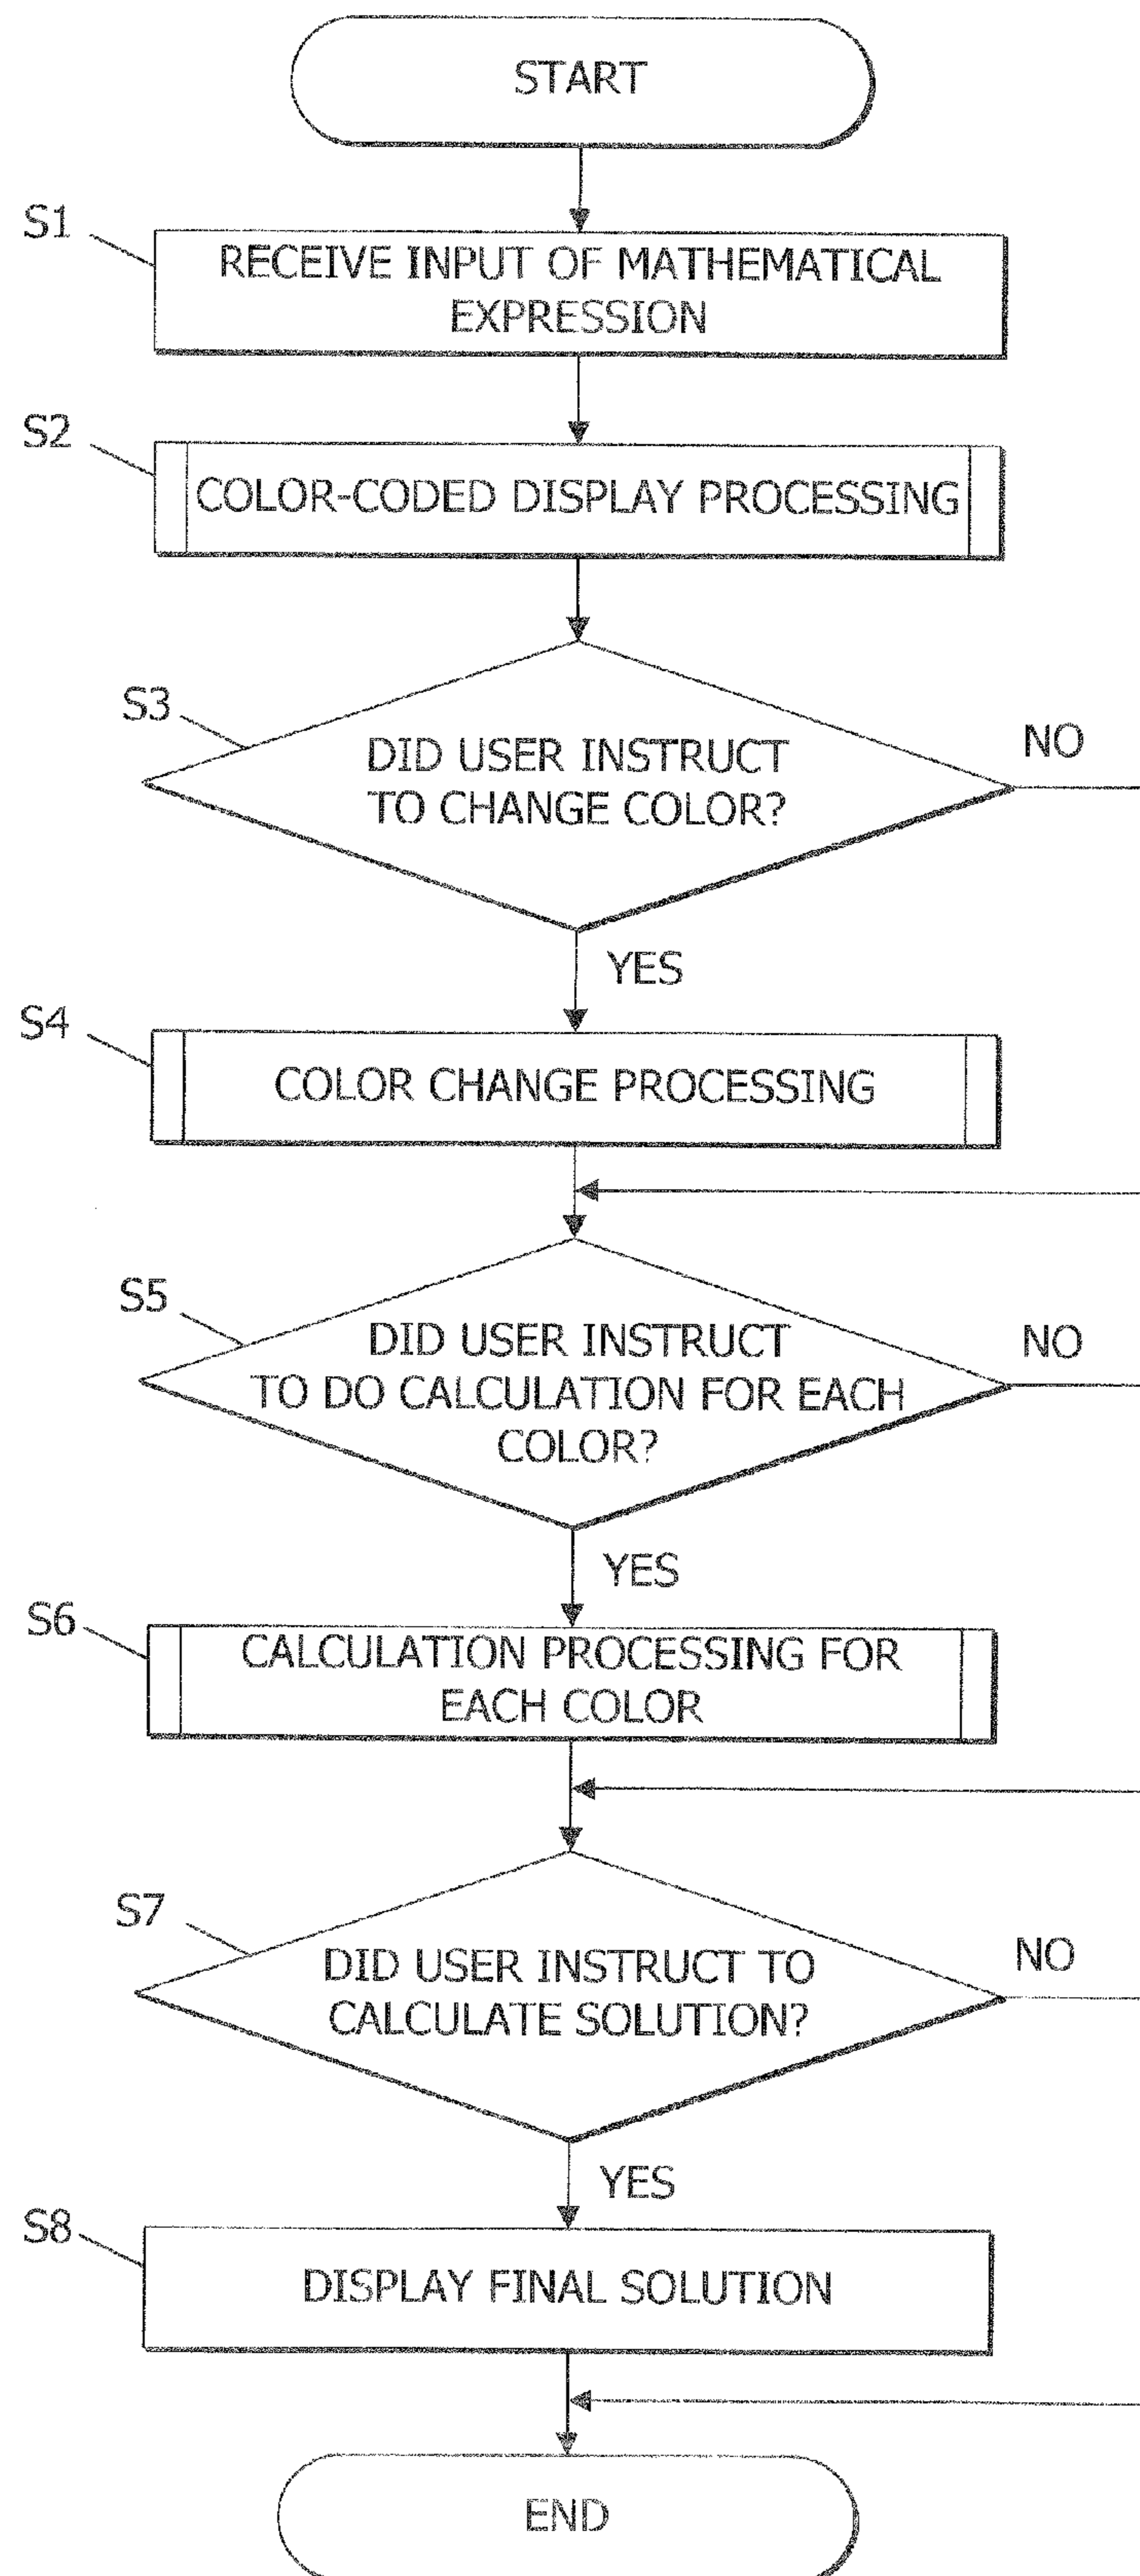 START
S1
RECEIVE INPUT OF MATHEMATICAL
EXPRESSION
S2
COLOR-CODED DISPLAY PROCESSING
S3
DID USER INSTRUCT
TO CHANGE COLOR?
NO
YES
S4
COLOR CHANGE PROCESSING
S5
DID USER INSTRUCT
TO DO CALCULATION FOR EACH
COLOR?
NO
YES
S6
CALCULATION PROCESSING FOR
EACH COLOR
S7
DID USER INSTRUCT TO
CALCULATE SOLUTION?
NO
YES
S8
DISPLAY FINAL SOLUTION
END